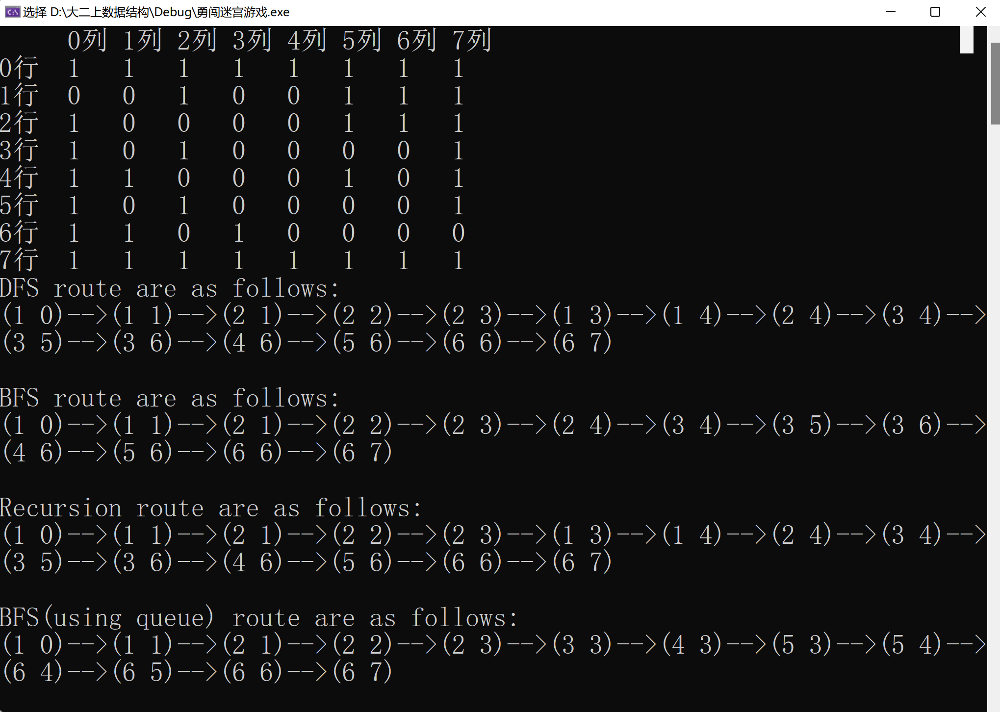 选择 D:\大二上数据结构\Debug\勇闯迷宫游戏.exe
0列 1列 2列 3列 4列 5列 6列 7列
0行 1 1 1 1 1 1 1 1
1行 0 0 1 0 0 1 1 1
2行 1 0 0 0 0 1 1 1
3行 1 0 1 0 0 0 0 1
4行 1 1 0 0 0 1 0 1
5行 1 0 1 0 0 0 0 1
6行 1 1 0 1 0 0 0 0
7行 1 1 1 1 1 1 1 1
DFS route are as follows:
(1 0)-->(1 1)-->(2 1)-->(2 2)-->(2 3)-->(1 3)-->(1 4)-->(2 4)-->(3 4)-->
(3 5)-->(3 6)-->(4 6)-->(5 6)-->(6 6)-->(6 7)
BFS route are as follows:
(1 0)-->(1 1)-->(2 1)-->(2 2)-->(2 3)-->(2 4)-->(3 4)-->(3 5)-->(3 6)-->
(4 6)-->(5 6)-->(6 6)-->(6 7)
Recursion route are as follows:
(1 0)-->(1 1)-->(2 1)-->(2 2)-->(2 3)-->(1 3)-->(1 4)-->(2 4)-->(3 4)-->
(3 5)-->(3 6)-->(4 6)-->(5 6)-->(6 6)-->(6 7)
BFS(using queue) route are as follows:
(1 0)-->(1 1)-->(2 1)-->(2 2)-->(2 3)-->(3 3)-->(4 3)-->(5 3)-->(5 4)-->
(6 4)-->(6 5)-->(6 6)-->(6 7)